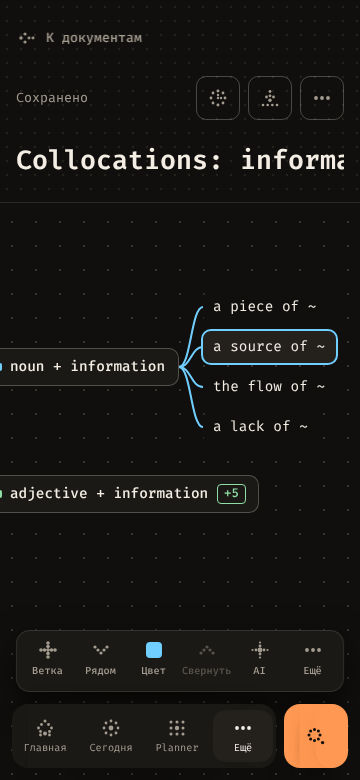 К документам
Сохранено
Collocations: informa
a piece of ~
a source of ~
noun + information
the flow of ~
a lack of ~
adjective + information +5
Ветка Рядом Цвет Свернуть AI Ещё
Главная Сегодня Planner Ещё